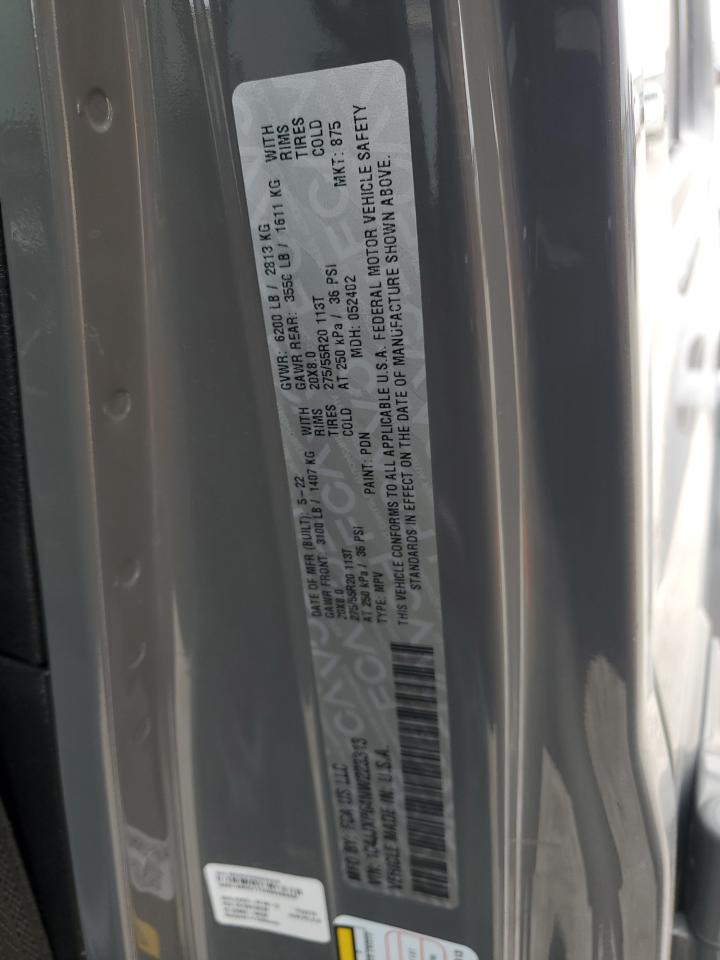 MFD. BY: FCA US LLC
DATE OF MFR (BUILT): 5-22
GVWR: 6200 LB / 2813 KG
GAWR FRONT: 3100 LB / 1407 KG WITH
GAWR REAR: 3550 LB / 1611 KG WITH
20X8.0 RIMS
20X8.0 RIMS
275/55R20 113T TIRES
275/55R20 113T TIRES
AT 250 kPa / 36 PSI COLD
AT 250 kPa / 36 PSI COLD
TYPE: MPV PAINT: PDN MDH: 052402 MKT: 875
VEHICLE MADE IN: U.S.A.
THIS VEHICLE CONFORMS TO ALL APPLICABLE U.S.A. FEDERAL MOTOR VEHICLE SAFETY
STANDARDS IN EFFECT ON THE DATE OF MANUFACTURE SHOWN ABOVE.